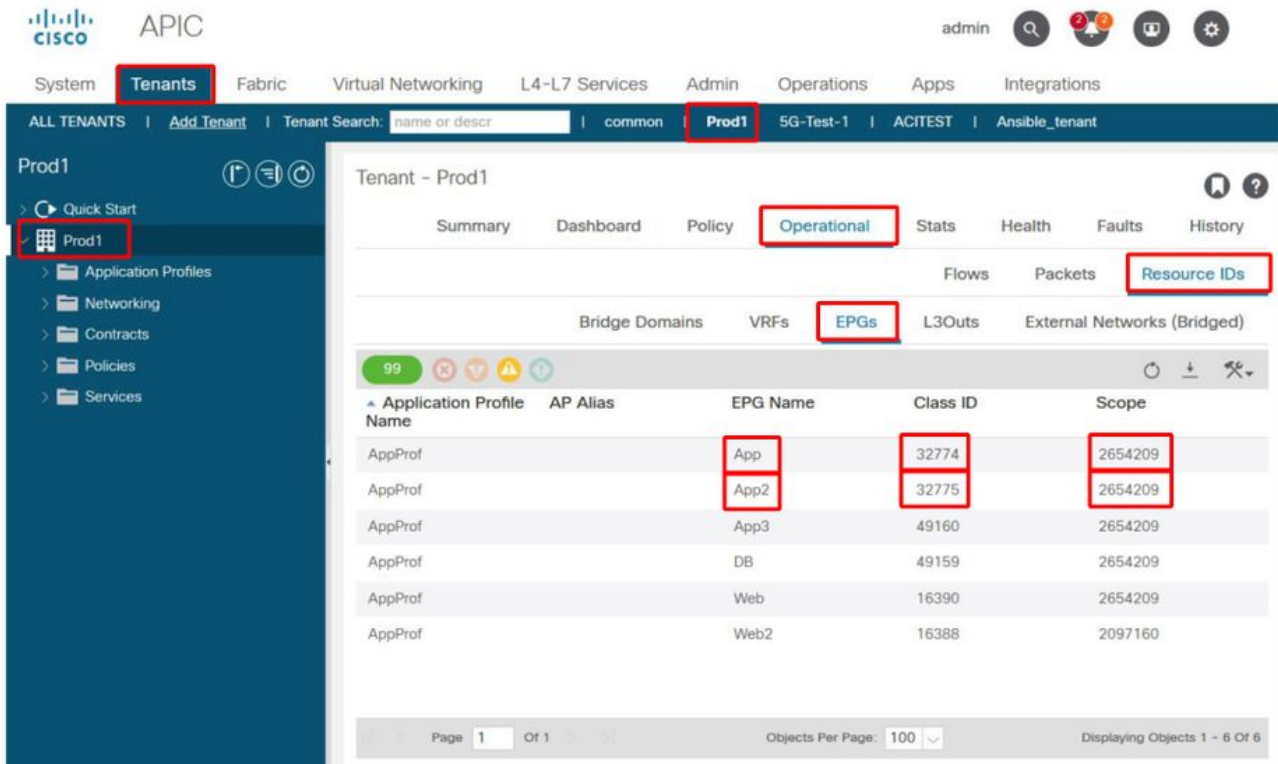 CISCO APIC admin 2 2
System Tenants Fabric Virtual Networking L4-L7 Services Admin Operations Apps Integrations
ALL TENANTS | Add Tenant | Tenant Search: name or descr | common | Prod1 5G-Test-1 | ACITEST | Ansible_tenant
Prod1
Quick Start
Prod1
Application Profiles
Networking
Contracts
Policies
Services
Tenant - Prod1
Summary Dashboard Policy Operational Stats Health Faults History
Flows Packets Resource IDs
Bridge Domains VRFs EPGs L3Outs External Networks (Bridged)
99
Application Profile Name AP Alias EPG Name Class ID Scope
AppProf App 32774 2654209
AppProf App2 32775 2654209
AppProf App3 49160 2654209
AppProf DB 49159 2654209
AppProf Web 16390 2654209
AppProf Web2 16388 2097160
Page 1 Of 1 Objects Per Page: 100 Displaying Objects 1 - 6 Of 6